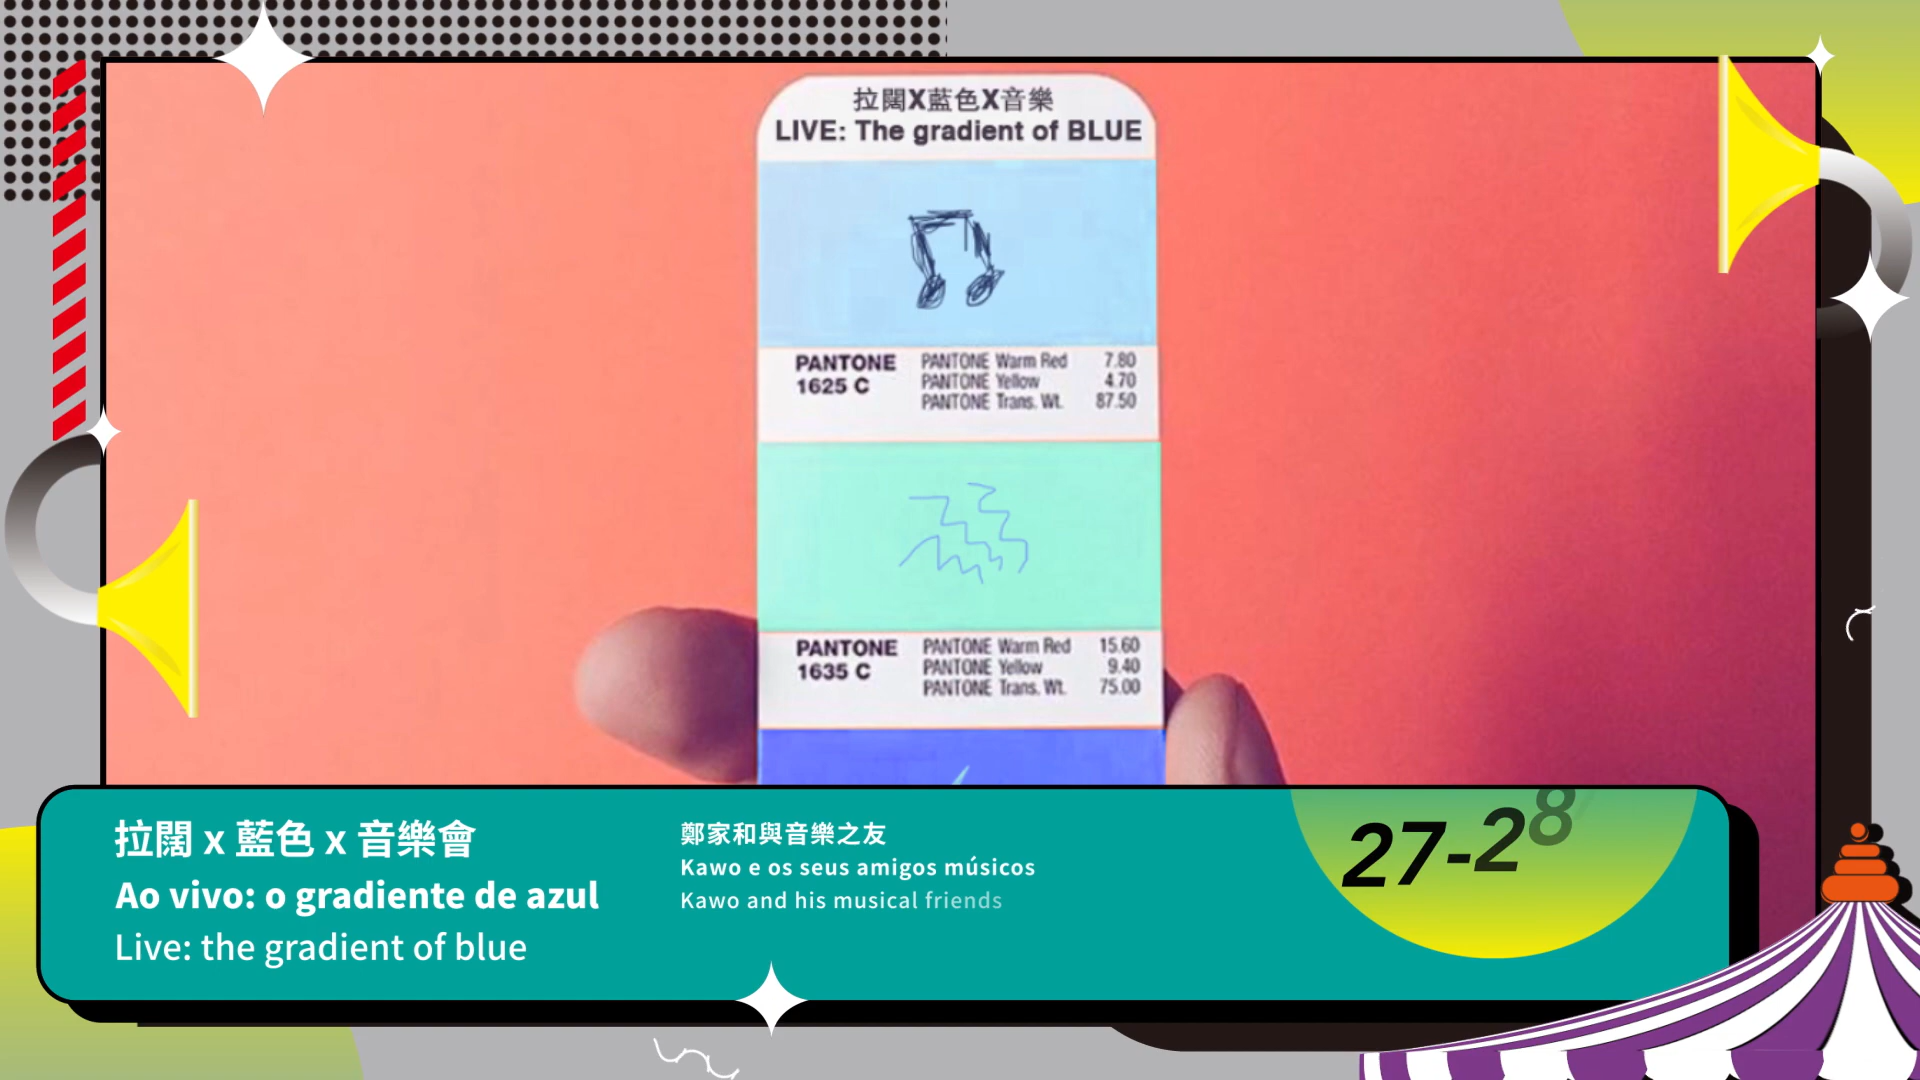 拉闊X藍色X音樂
LIVE: The gradient of BLUE
PANTONE
1625 C
PANTONE Warm Red 7.80
PANTONE Yellow 4.70
PANTONE Trans. Wt. 87.50
PANTONE
1635 C
PANTONE Warm Red 15.60
PANTONE Yellow 9.40
PANTONE Trans. Wt. 75.00
拉闊 x 藍色 x 音樂會
Ao vivo: o gradiente de azul
Live: the gradient of blue
鄭家和與音樂之友
Kawo e os seus amigos músicos
Kawo and his musical friends
27-28